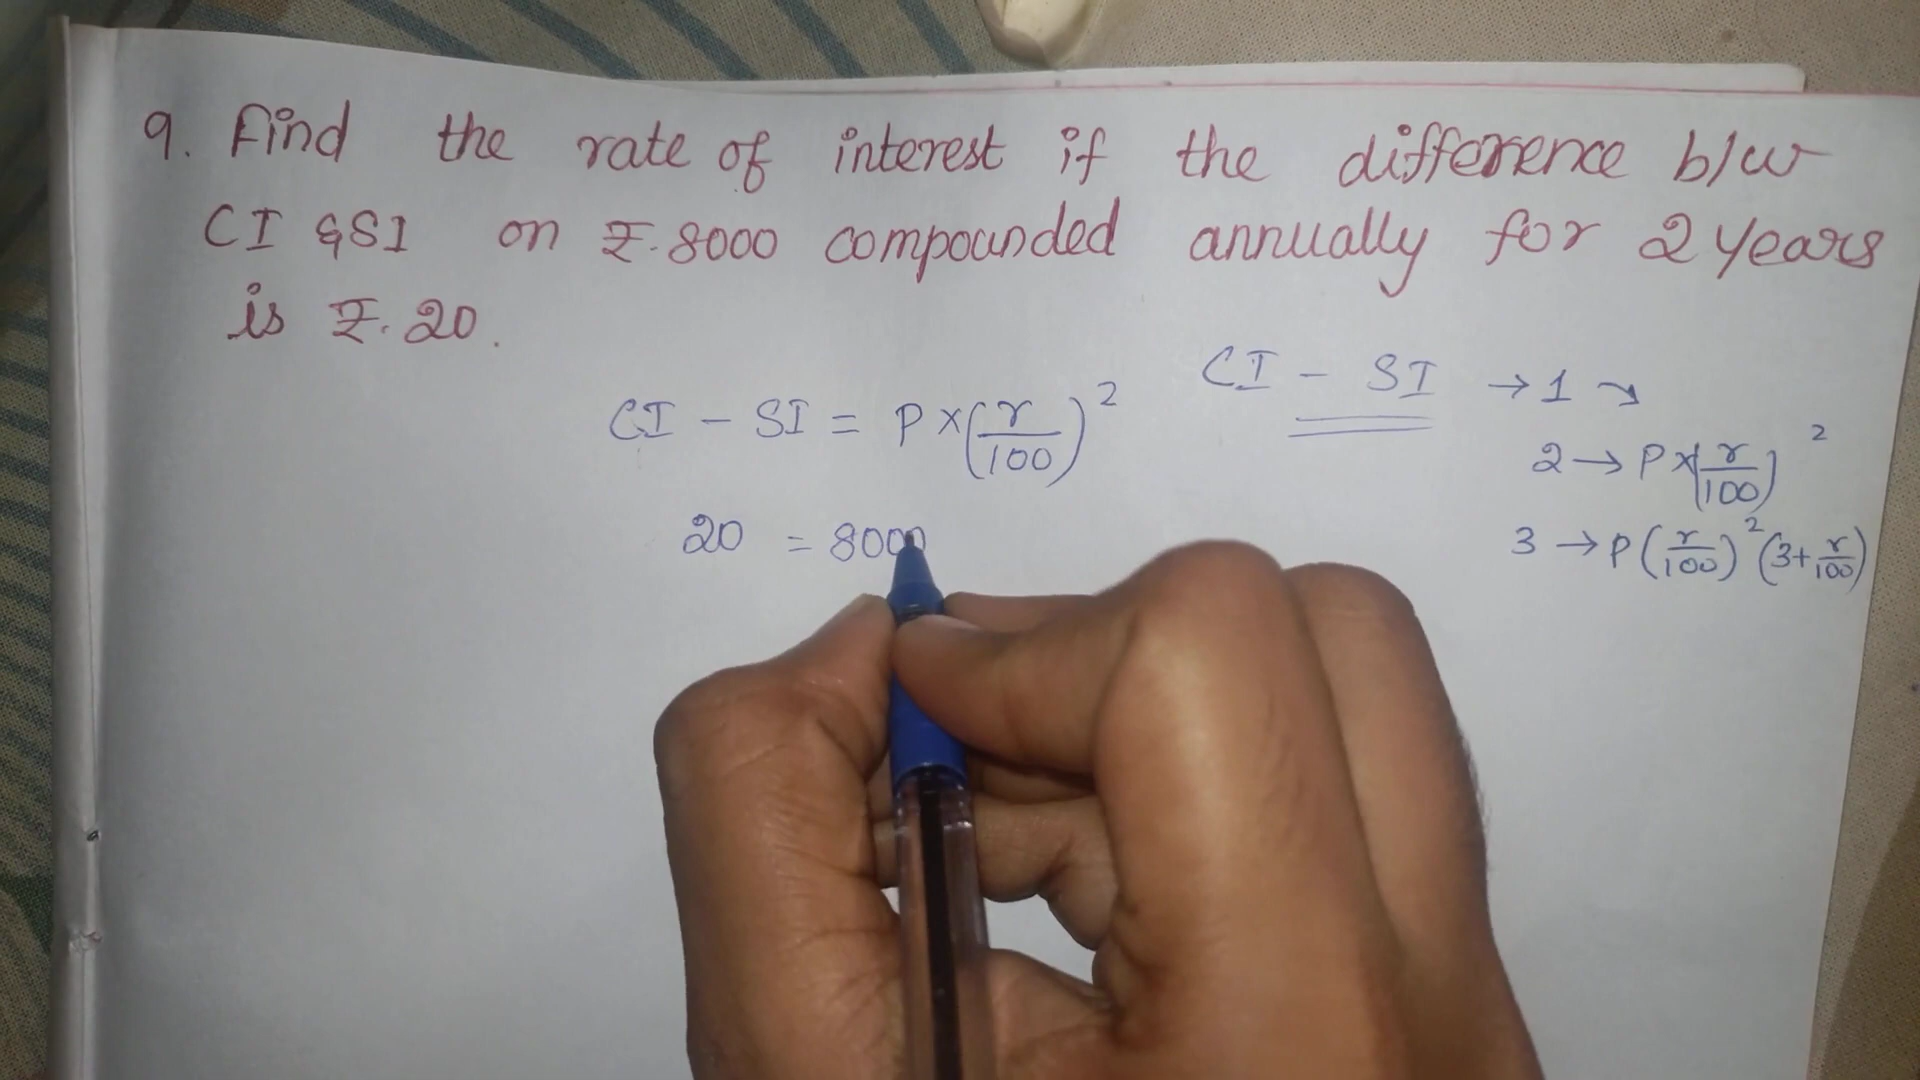 9. Find the rate of interest if the difference b/w
CI & SI on ₹.8000 compounded annually for 2 years
is ₹.20.
CI - SI → 1 ↘
CI - SI = P×(r/100)²
2 → P×(r/100)²
20 = 8000
3 → P(r/100)²(3+r/100)